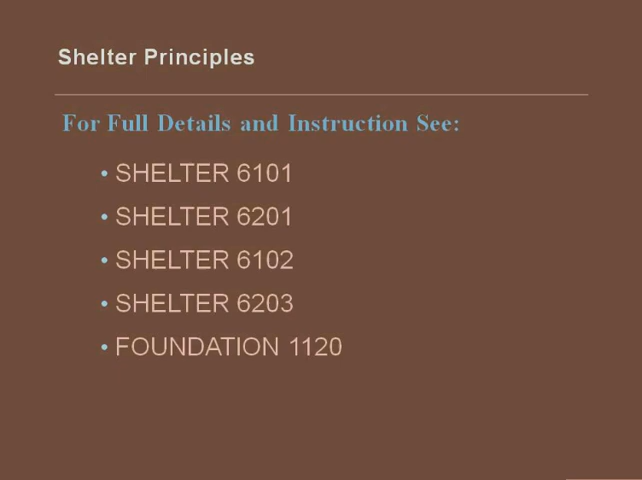 Shelter Principles
For Full Details and Instruction See:
• SHELTER 6101
• SHELTER 6201
• SHELTER 6102
• SHELTER 6203
• FOUNDATION 1120